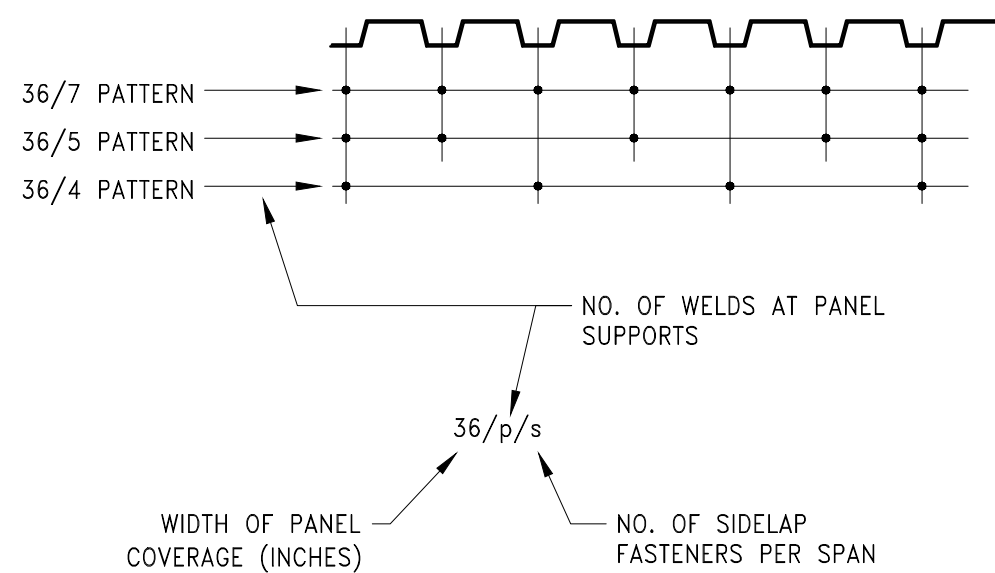 36/7 PATTERN
36/5 PATTERN
36/4 PATTERN
NO. OF WELDS AT PANEL
SUPPORTS
36/p/s
WIDTH OF PANEL
COVERAGE (INCHES)
NO. OF SIDELAP
FASTENERS PER SPAN